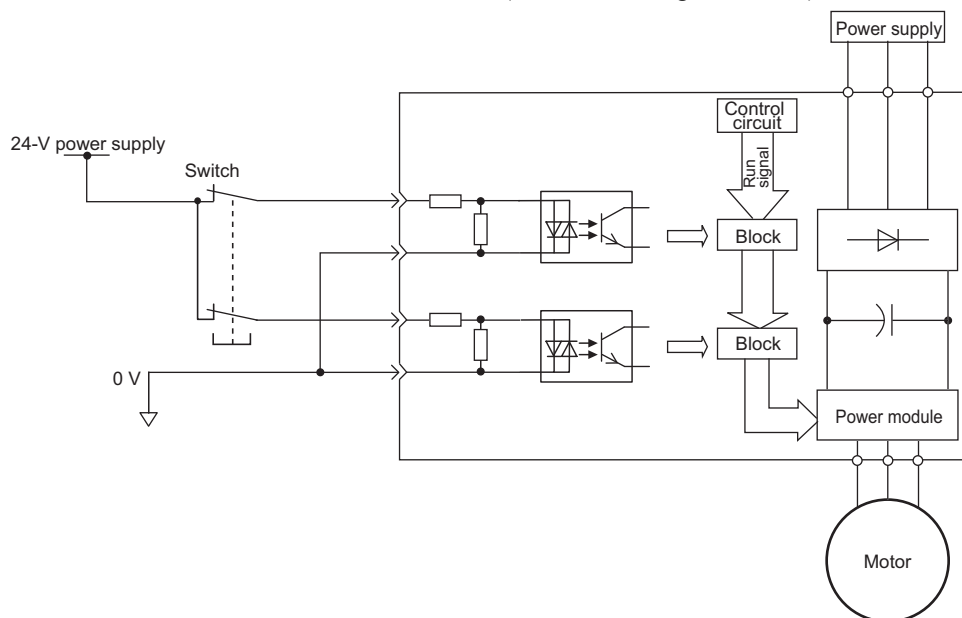 Power supply
Control
circuit
24-V power supply
Run
signal
Switch
Block
Block
0 V
Power module
Motor